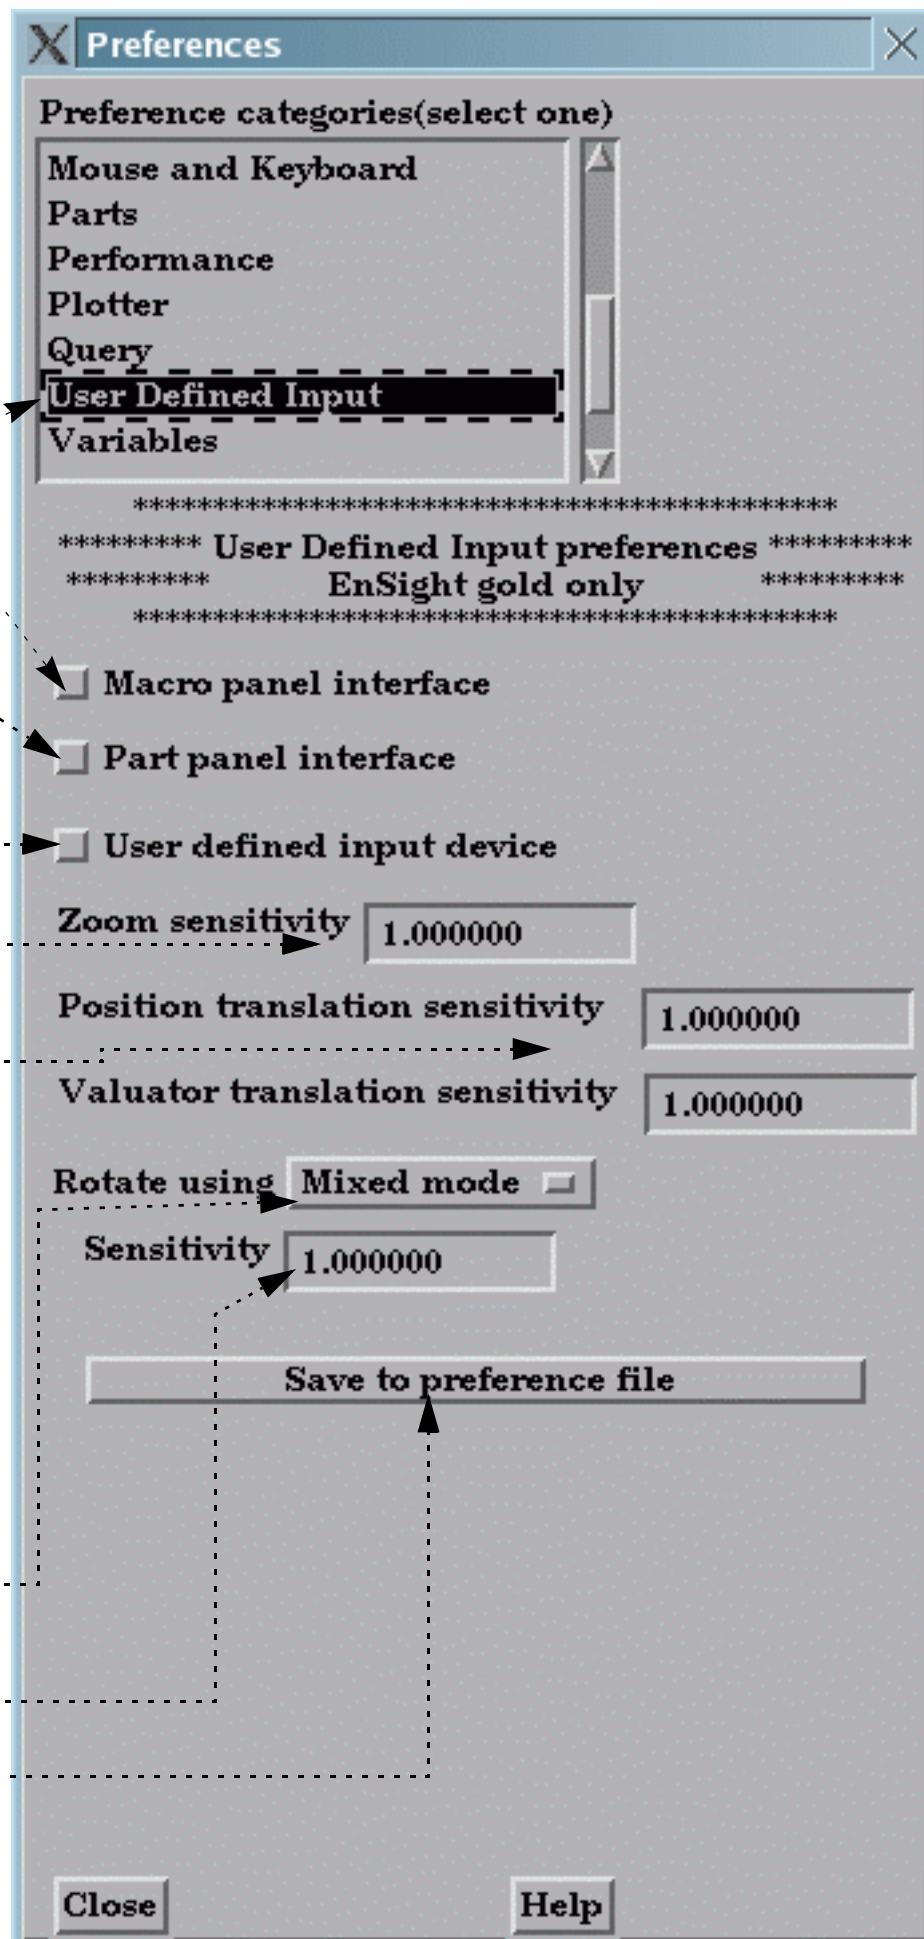 Preferences
Preference categories(select one)
Mouse and Keyboard
Parts
Performance
Plotter
Query
User Defined Input
Variables
********************************************
********* User Defined Input preferences *********
********* EnSight gold only *********
********************************************
Macro panel interface
Part panel interface
User defined input device
Zoom sensitivity 1.000000
Position translation sensitivity 1.000000
Valuator translation sensitivity 1.000000
Rotate using Mixed mode
Sensitivity 1.000000
Save to preference file
Close Help